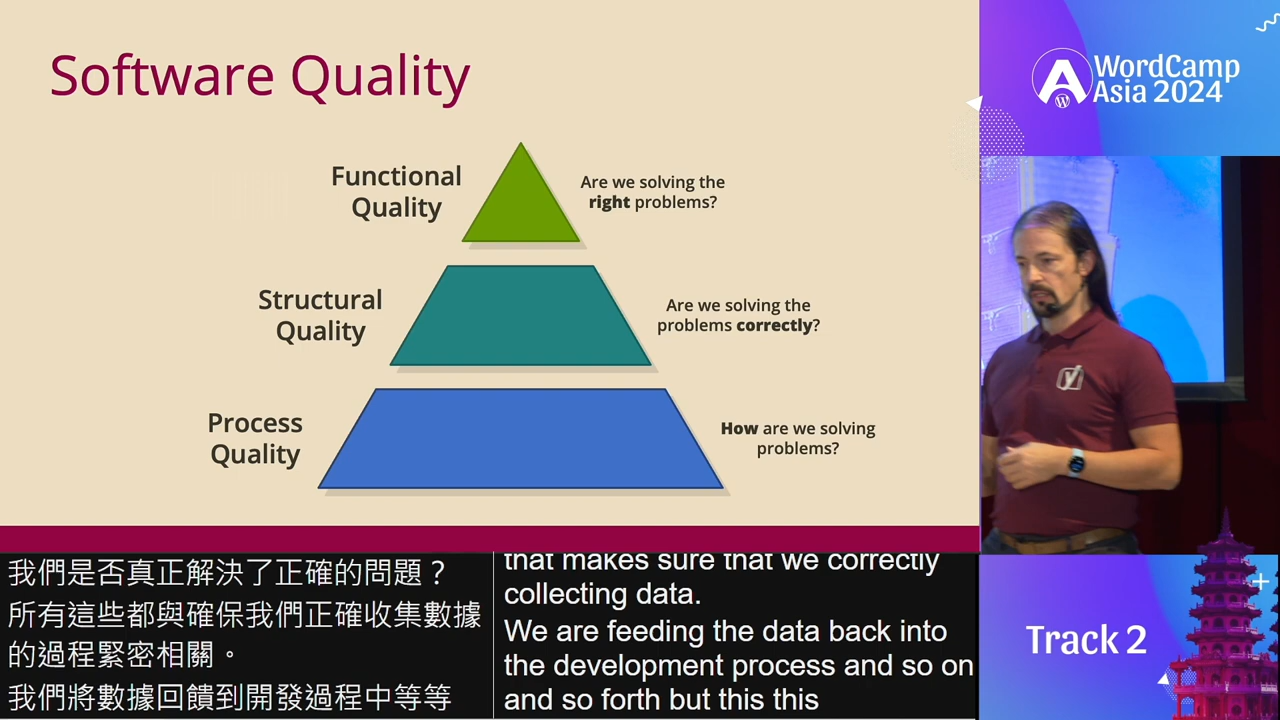 Software Quality
Functional
Quality
Are we solving the
right problems?
Structural
Quality
Are we solving the
problems correctly?
Process
Quality
How are we solving
problems?
我們是否真正解決了正確的問題？
所有這些都與確保我們正確收集數據
的過程緊密相關。
我們將數據回饋到開發過程中等等
that makes sure that we correctly
collecting data.
We are feeding the data back into
the development process and so on
and so forth but this this
WordCamp
Asia 2024
y
Track 2